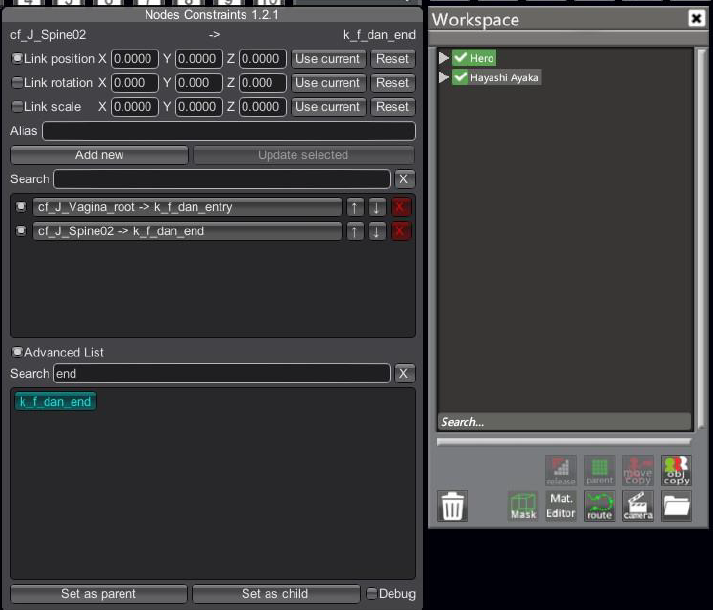 Nodes Constraints 1.2.1
cf_J_Spine02 -> k_f_dan_end
Link position X 0.0000 Y 0.0000 Z 0.0000 Use current Reset
Link rotation X 0.000 Y 0.000 Z 0.000 Use current Reset
Link scale X 0.0000 Y 0.0000 Z 0.0000 Use current Reset
Alias
Add new Update selected
Search X
cf_J_Vagina_root -> k_f_dan_entry ↑ ↓ X
cf_J_Spine02 -> k_f_dan_end ↑ ↓ X
Advanced List
Search end X
k_f_dan_end
Set as parent Set as child Debug
Workspace
Hero
Hayashi Ayaka
Search...
release parent move copy obj copy
Mask Mat. Editor route camera